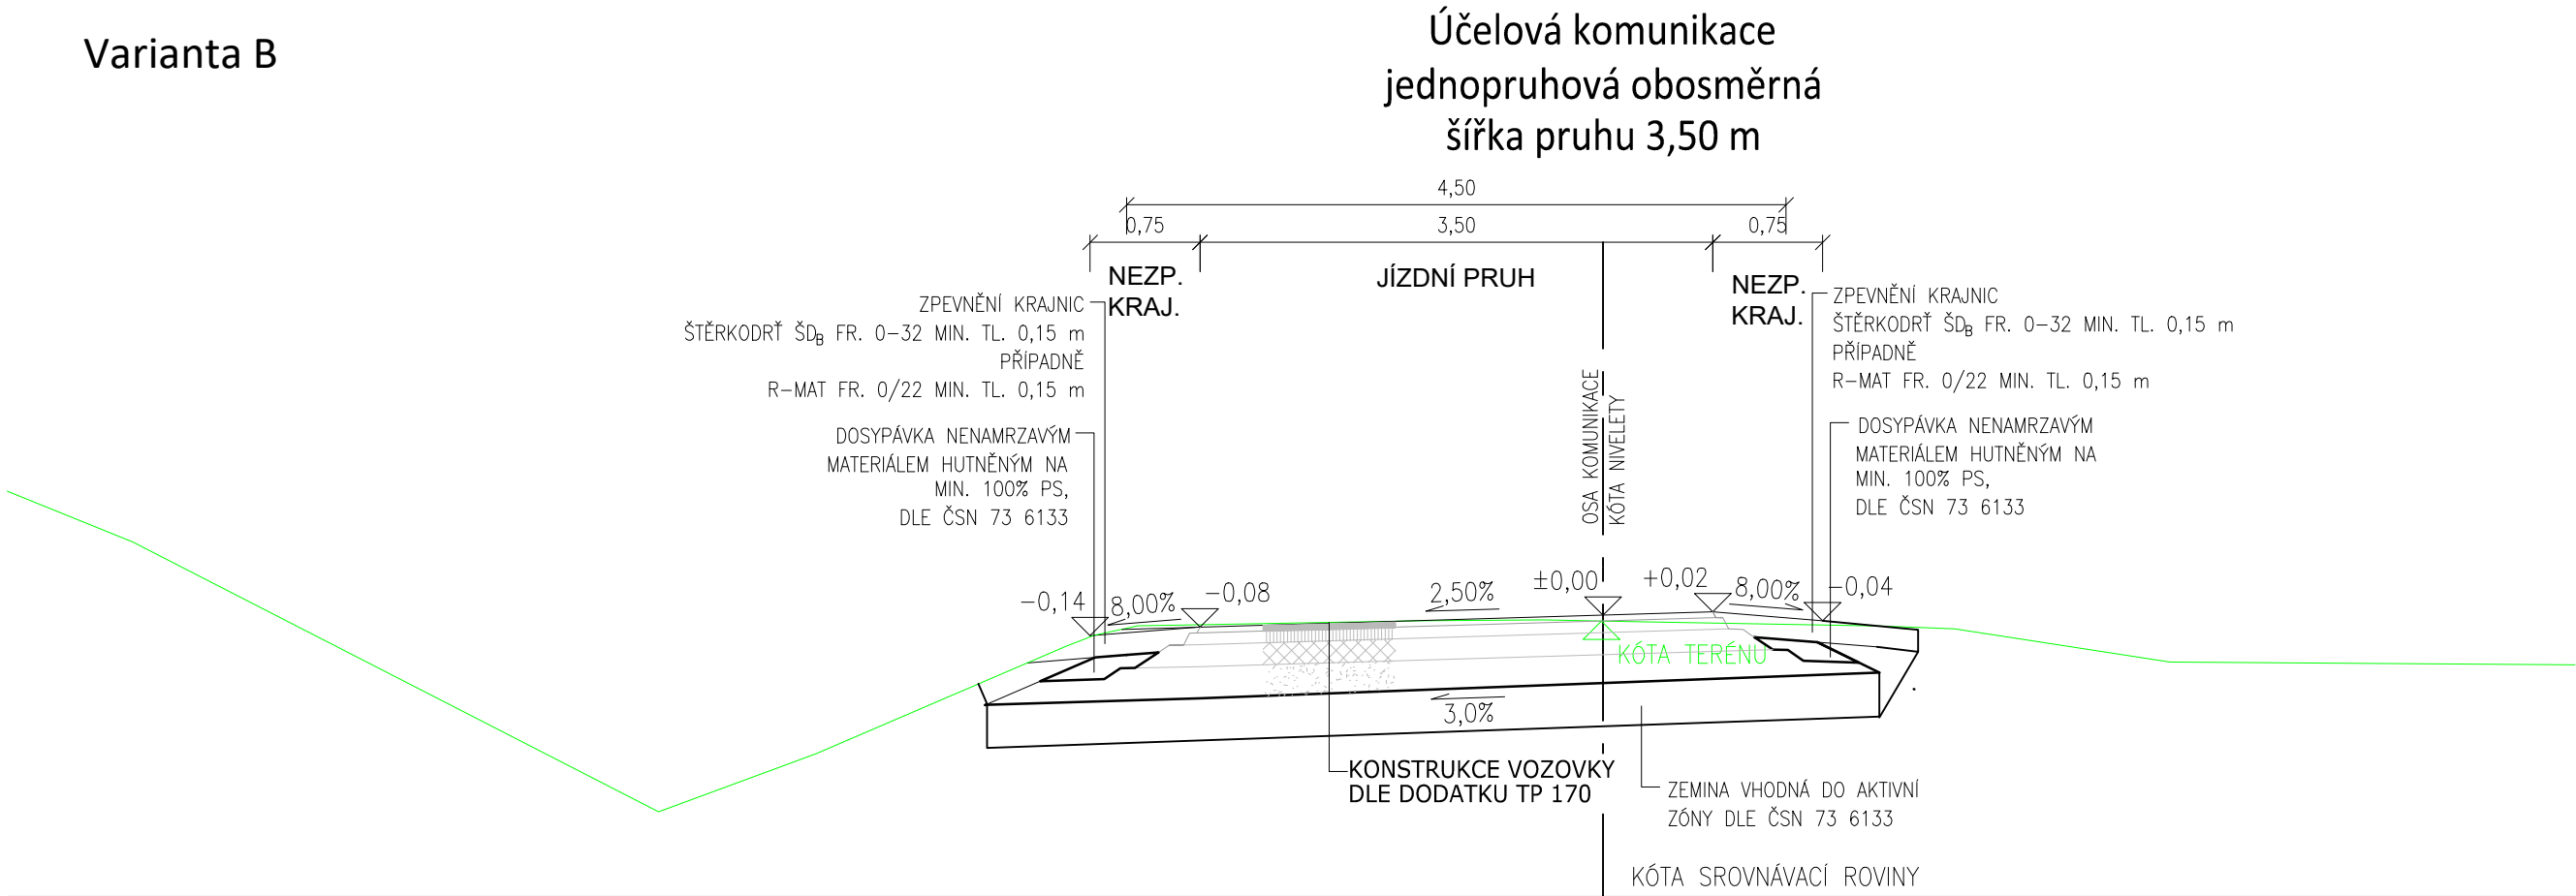 Varianta B
Účelová komunikace
jednopruhová obosměrná
šířka pruhu 3,50 m
4,50
0,75
3,50
0,75
NEZP.
KRAJ.
JÍZDNÍ PRUH
NEZP.
KRAJ.
ZPEVNĚNÍ KRAJNIC
ŠTĚRKODRŤ ŠDB FR. 0-32 MIN. TL. 0,15 m
PŘÍPADNĚ
R-MAT FR. 0/22 MIN. TL. 0,15 m
DOSYPÁVKA NENAMRZAVÝM
MATERIÁLEM HUTNĚNÝM NA
MIN. 100% PS,
DLE ČSN 73 6133
OSA KOMUNIKACE
KÓTA NIVELETY
ZPEVNĚNÍ KRAJNIC
ŠTĚRKODRŤ ŠDB FR. 0-32 MIN. TL. 0,15 m
PŘÍPADNĚ
R-MAT FR. 0/22 MIN. TL. 0,15 m
DOSYPÁVKA NENAMRZAVÝM
MATERIÁLEM HUTNĚNÝM NA
MIN. 100% PS,
DLE ČSN 73 6133
-0,14
8,00%
-0,08
2,50%
±0,00
+0,02
8,00%
-0,04
KÓTA TERÉNU
3,0%
KONSTRUKCE VOZOVKY
DLE DODATKU TP 170
ZEMINA VHODNÁ DO AKTIVNÍ
ZÓNY DLE ČSN 73 6133
KÓTA SROVNÁVACÍ ROVINY